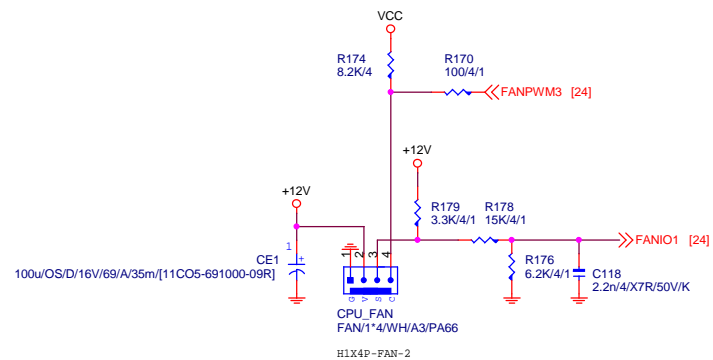 VCC
R174
8.2K/4
R170
100/4/1
FANPWM3 [24]
+12V
+12V
R179
3.3K/4/1
R178
15K/4/1
FANIO1 [24]
1
+
CE1
100u/OS/D/16V/69/A/35m/[11CO5-691000-09R]
1 2 3 4
G V S C
R176
6.2K/4/1
C118
2.2n/4/X7R/50V/K
CPU_FAN
FAN/1*4/WH/A3/PA66
H1X4P-FAN-2